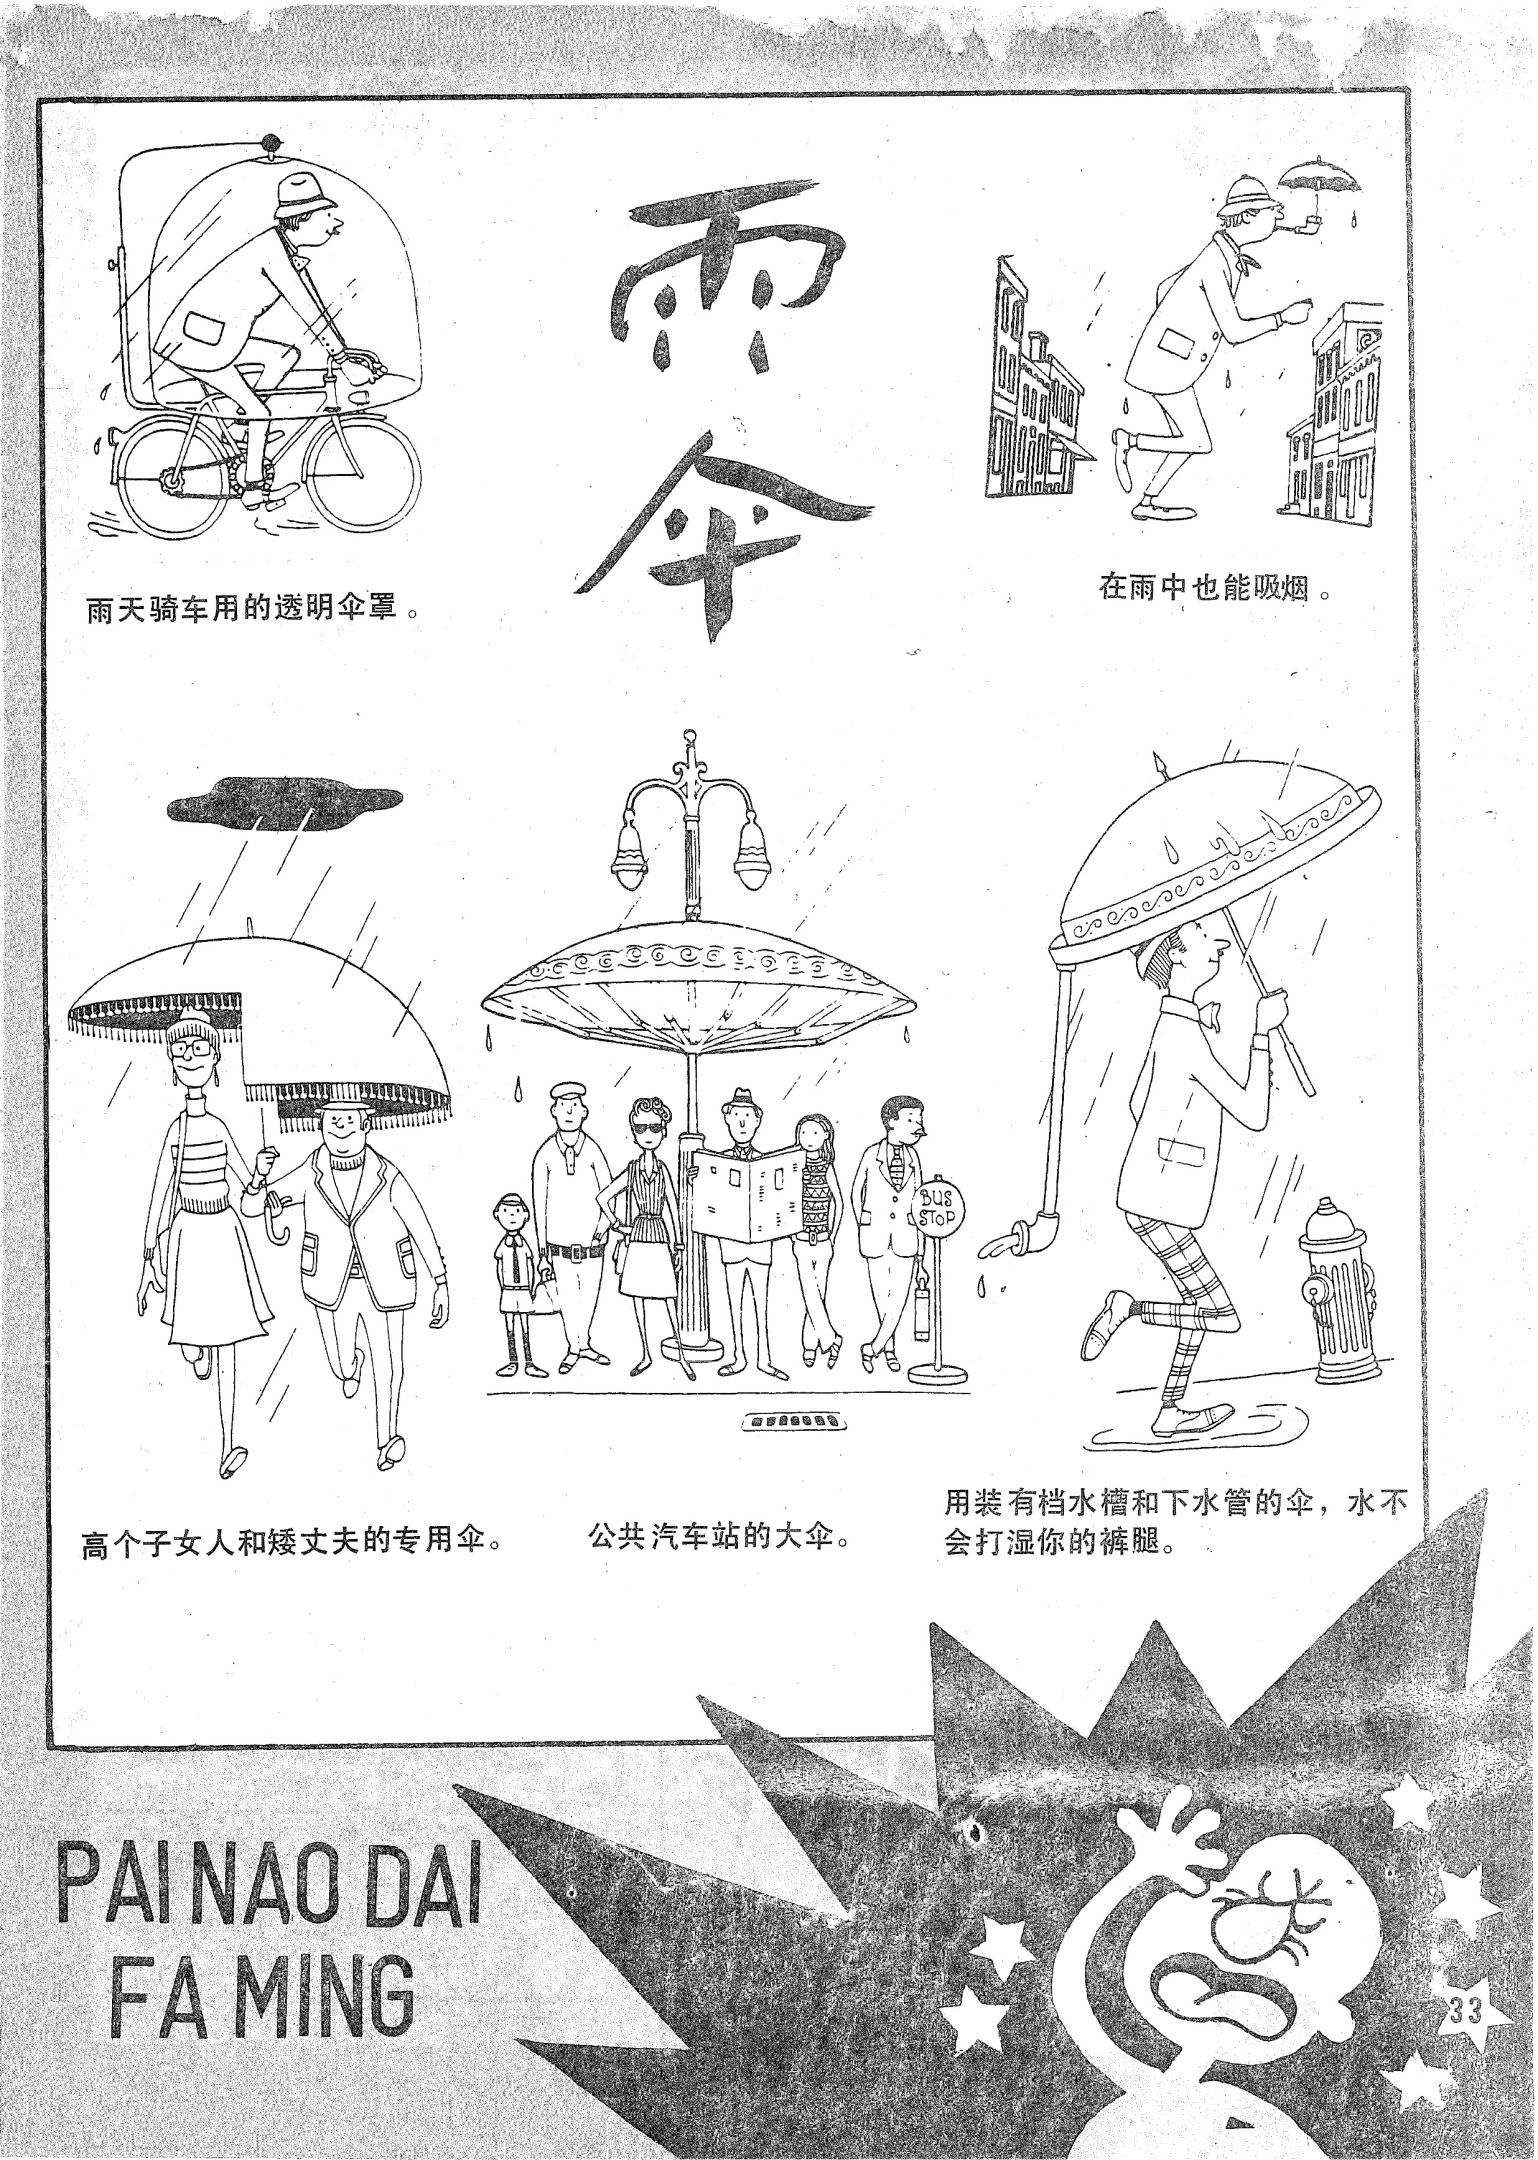 雨
伞
雨天骑车用的透明伞罩。
在雨中也能吸烟。
BUS
STOP
高个子女人和矮丈夫的专用伞。
公共汽车站的大伞。
用装有档水槽和下水管的伞，水不
会打湿你的裤腿。
PAI NAO DAI
FA MING
33